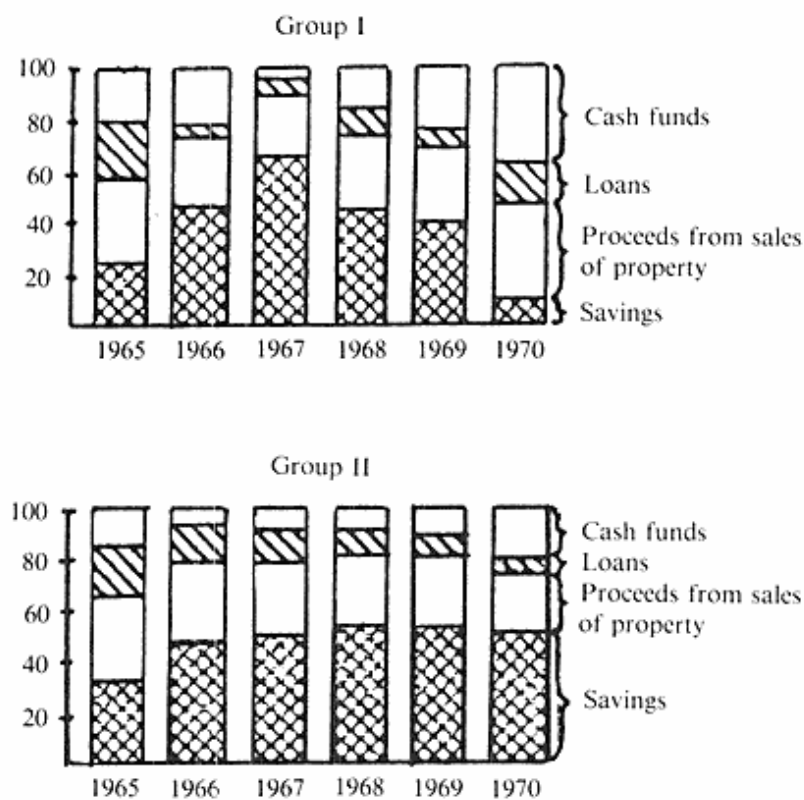 Group I
100
80
60
40
20
Cash funds
Loans
Proceeds from sales
of property
Savings
1965 1966 1967 1968 1969 1970
Group II
100
80
60
40
20
Cash funds
Loans
Proceeds from sales
of property
Savings
1965 1966 1967 1968 1969 1970